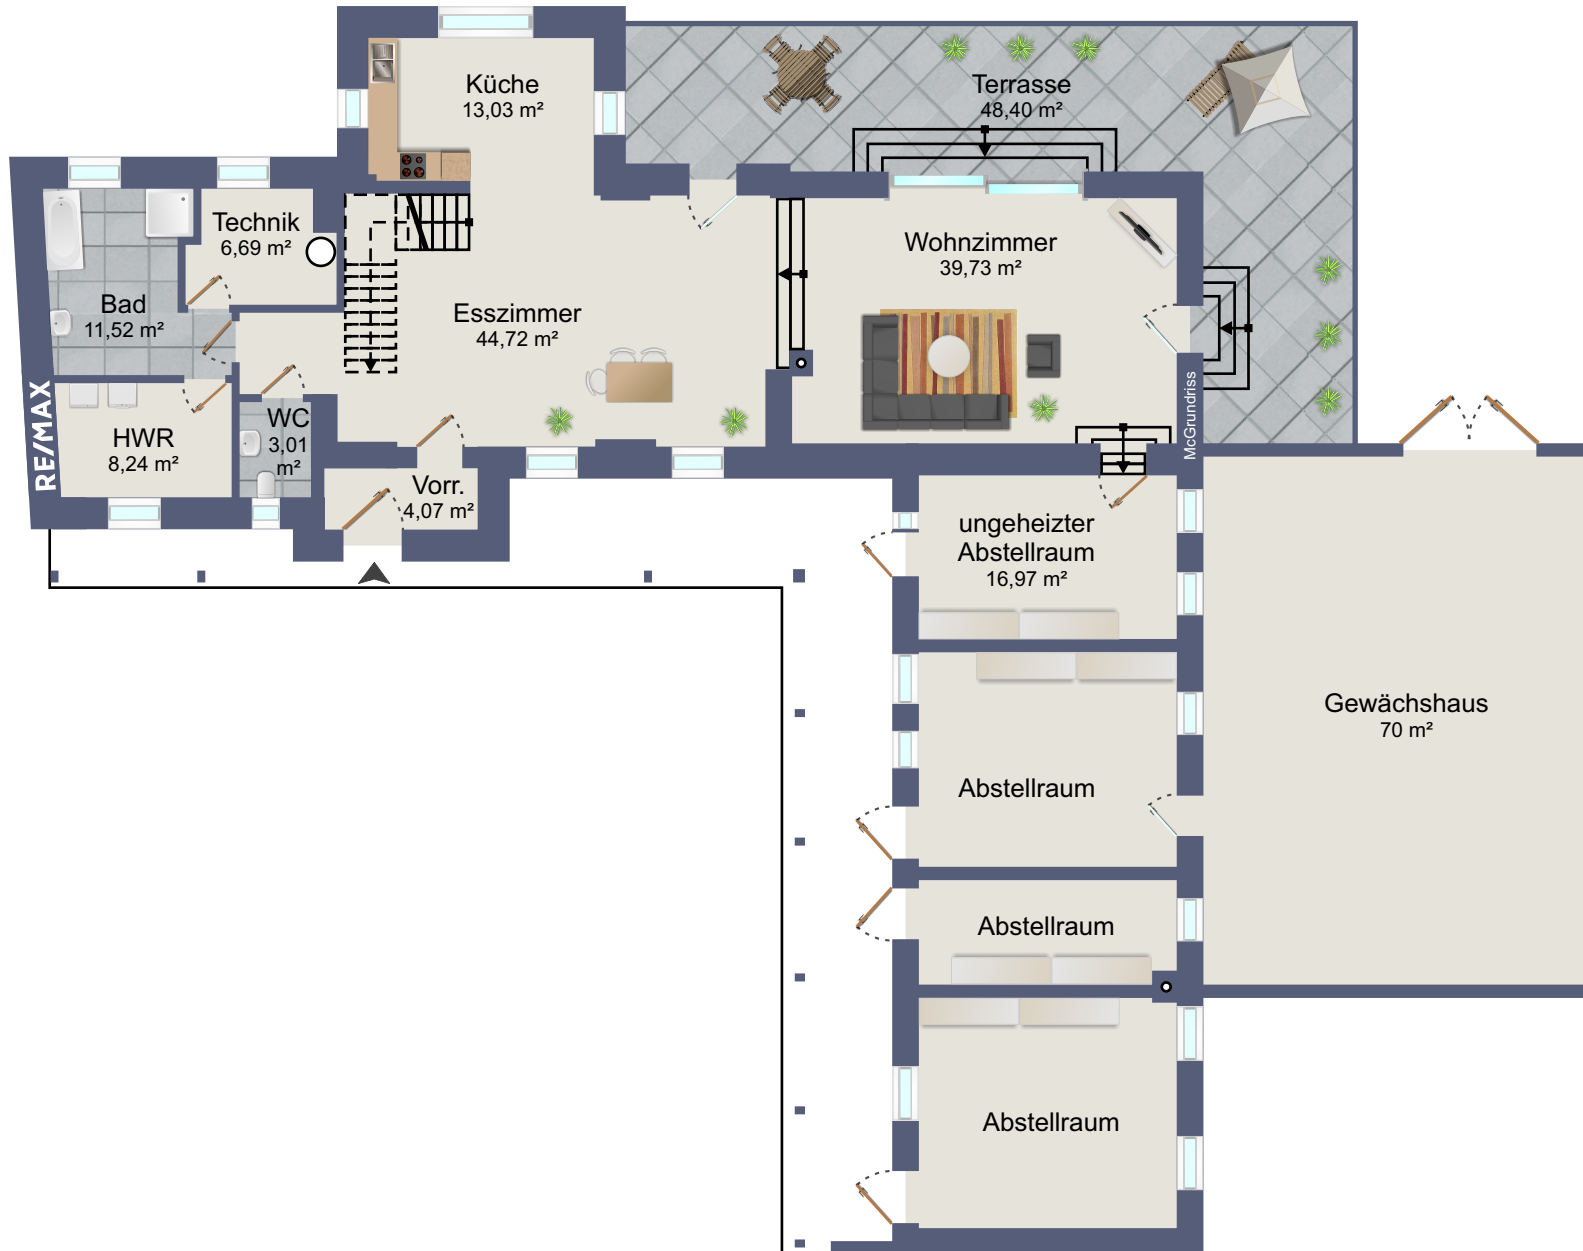 Küche
13,03 m²
Terrasse
48,40 m²
Technik
6,69 m²
Wohnzimmer
39,73 m²
Bad
11,52 m²
Esszimmer
44,72 m²
RE/MAX
HWR
8,24 m²
WC
3,01
m²
Vorr.
4,07 m²
McGrundriss
ungeheizter
Abstellraum
16,97 m²
Gewächshaus
70 m²
Abstellraum
Abstellraum
Abstellraum